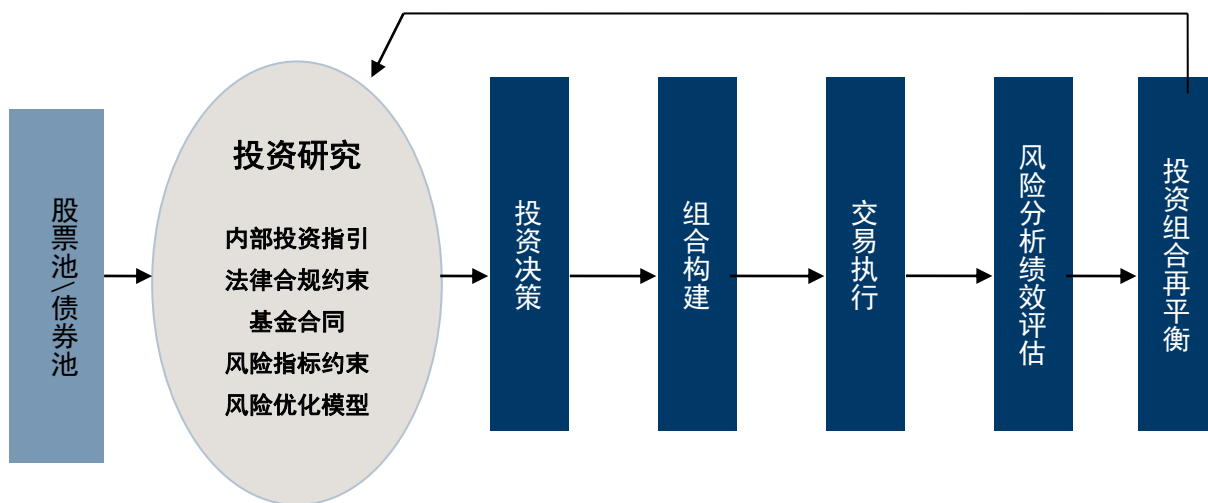 股票池/债券池
投资研究
内部投资指引
法律合规约束
基金合同
风险指标约束
风险优化模型
投资决策
组合构建
交易执行
风险分析绩效评估
投资组合再平衡